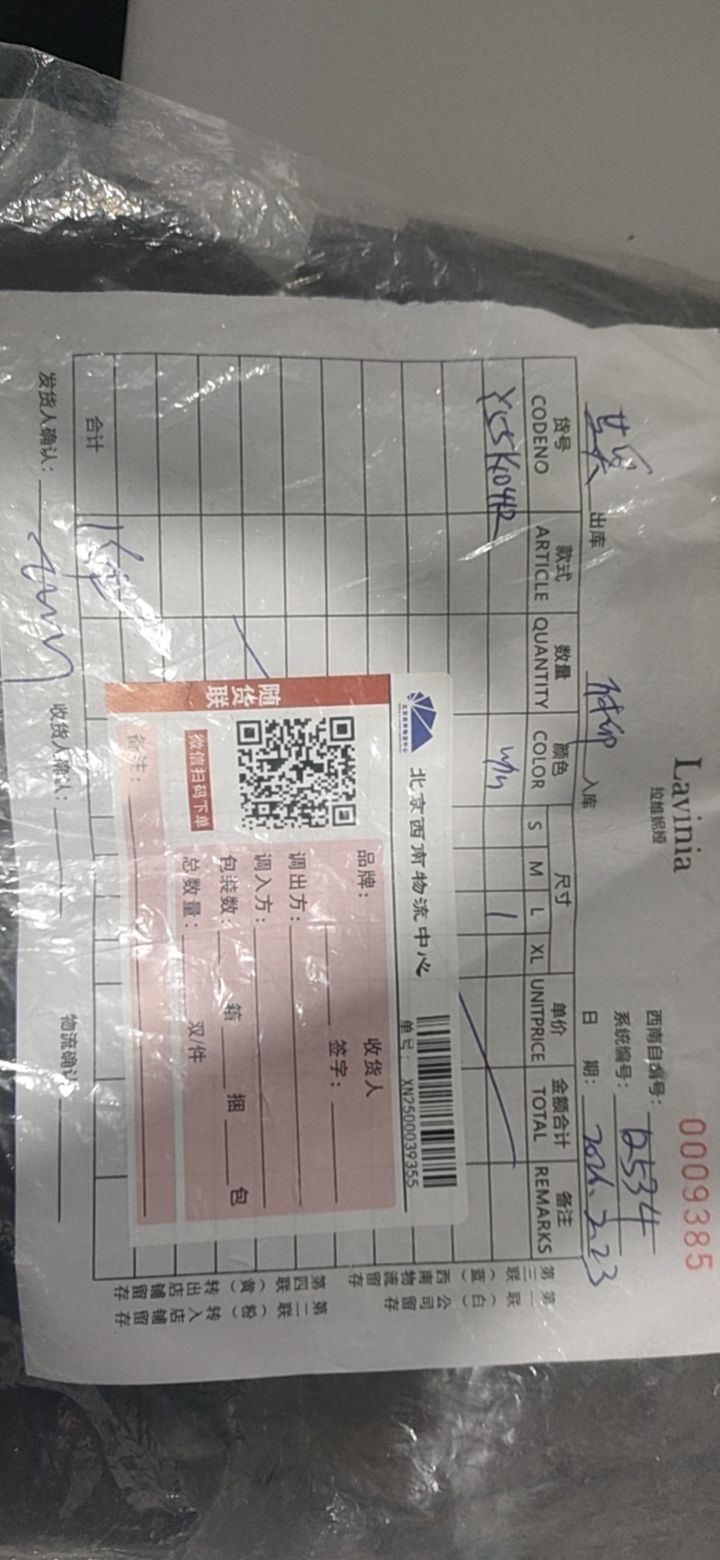 Lavinia
拉维妮娅
0009385
西南自编号:
系统编号: D534
出库 入库 日 期:
货号 款式 数量 颜色 尺寸 单价 金额合计 备注
CODENO ARTICLE QUANTITY COLOR S M L XL UNITPRICE TOTAL REMARKS
1
合计 1件
发货人确认: 收货人确认: 物流确认
北京西南物流中心
单号: XN2500039355
随货联
微信扫码下单
品牌:
收货人
签字:
调出方:
调入方:
包装数: 箱 捆 包
总数量: 双/件
备注:
第一联(白)公司留存
第三联(蓝)西南物流留存
第二联(粉)转入店铺留存
第四联(黄)转出店铺留存